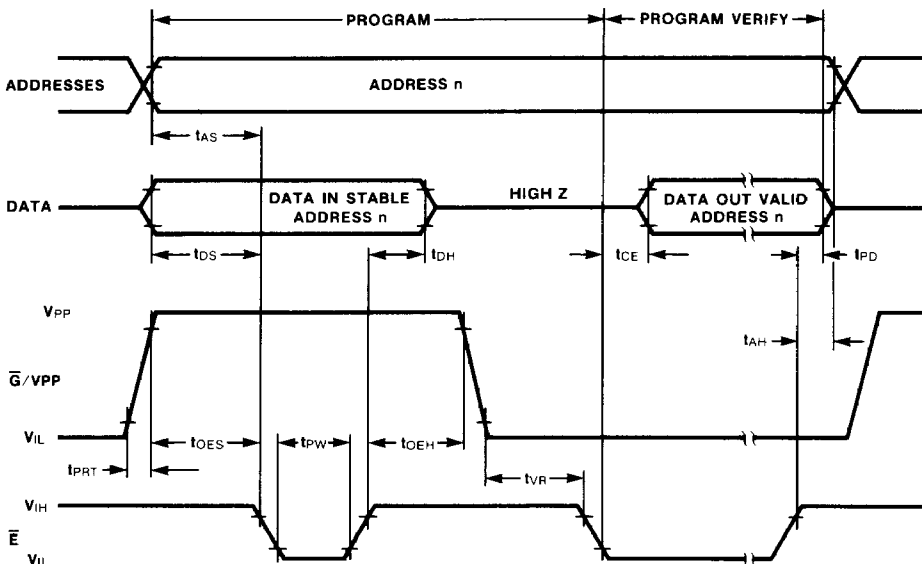 PROGRAM
PROGRAM VERIFY
ADDRESSES
ADDRESS n
tAS
DATA
DATA IN STABLE
ADDRESS n
HIGH Z
DATA OUT VALID
ADDRESS n
tDS
tDH
tCE
tPD
VPP
tAH
G̅/VPP
VIL
tOES
tPW
tOEH
tPRT
tVR
VIH
E̅
VIL